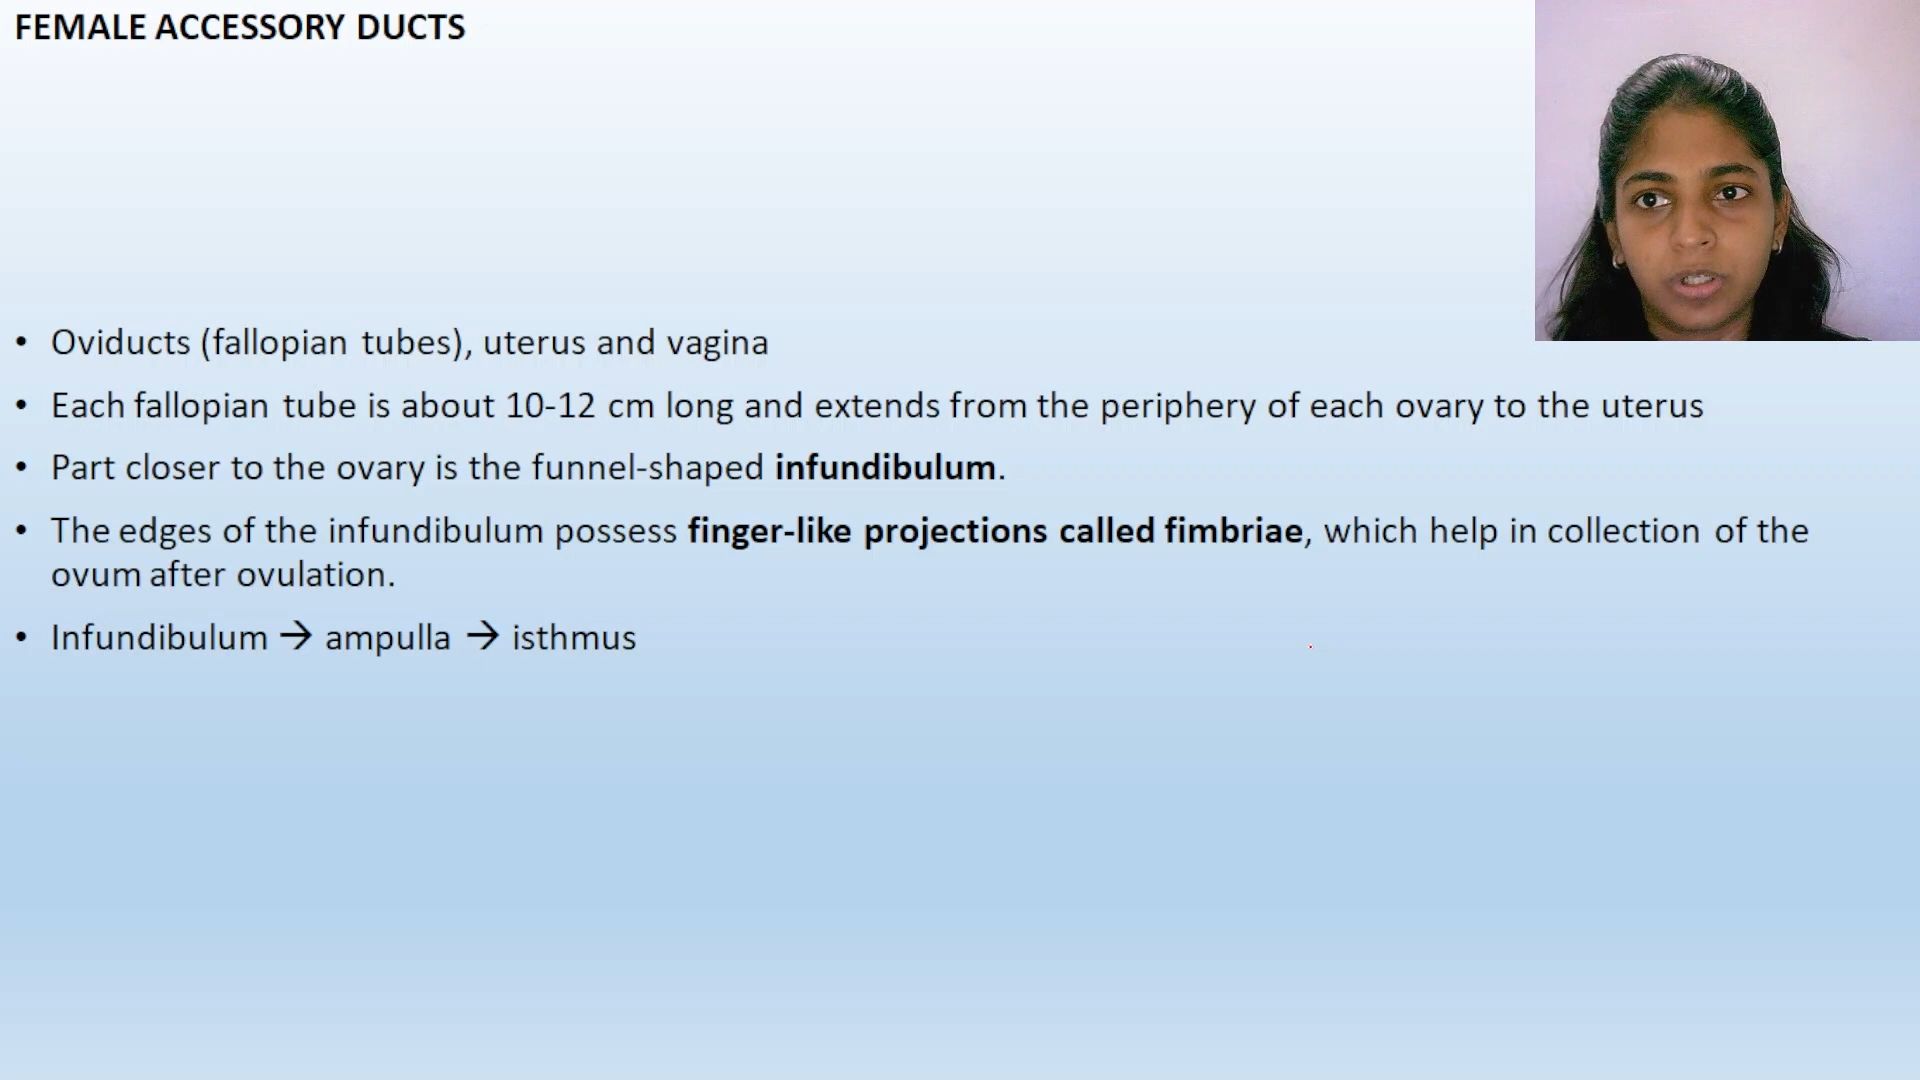 FEMALE ACCESSORY DUCTS
• Oviducts (fallopian tubes), uterus and vagina
• Each fallopian tube is about 10-12 cm long and extends from the periphery of each ovary to the uterus
• Part closer to the ovary is the funnel-shaped infundibulum.
• The edges of the infundibulum possess finger-like projections called fimbriae, which help in collection of the
ovum after ovulation.
• Infundibulum → ampulla → isthmus